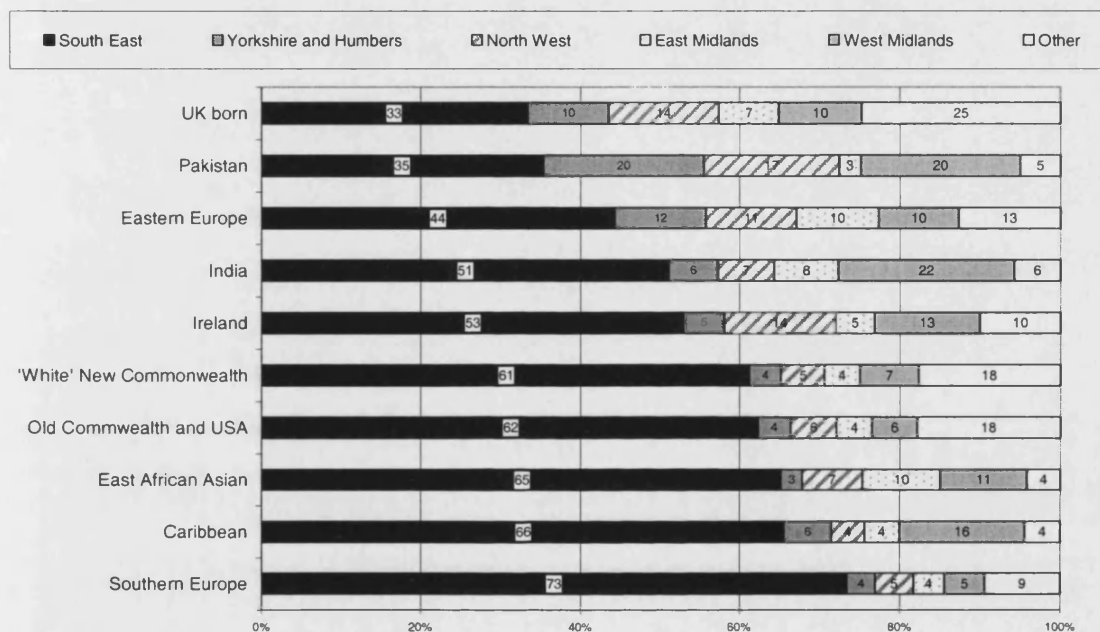 South East Yorkshire and Humbers North West East Midlands West Midlands Other
UK born 33 10 14 7 10 25
Pakistan 35 20 17 3 20 5
Eastern Europe 44 12 11 10 10 13
India 51 6 7 8 22 6
Ireland 53 5 14 5 13 10
'White' New Commonwealth 61 4 5 4 7 18
Old Commwealth and USA 62 4 6 4 6 18
East African Asian 65 3 7 10 11 4
Caribbean 66 6 4 4 16 4
Southern Europe 73 4 5 4 5 9
0% 20% 40% 60% 80% 100%